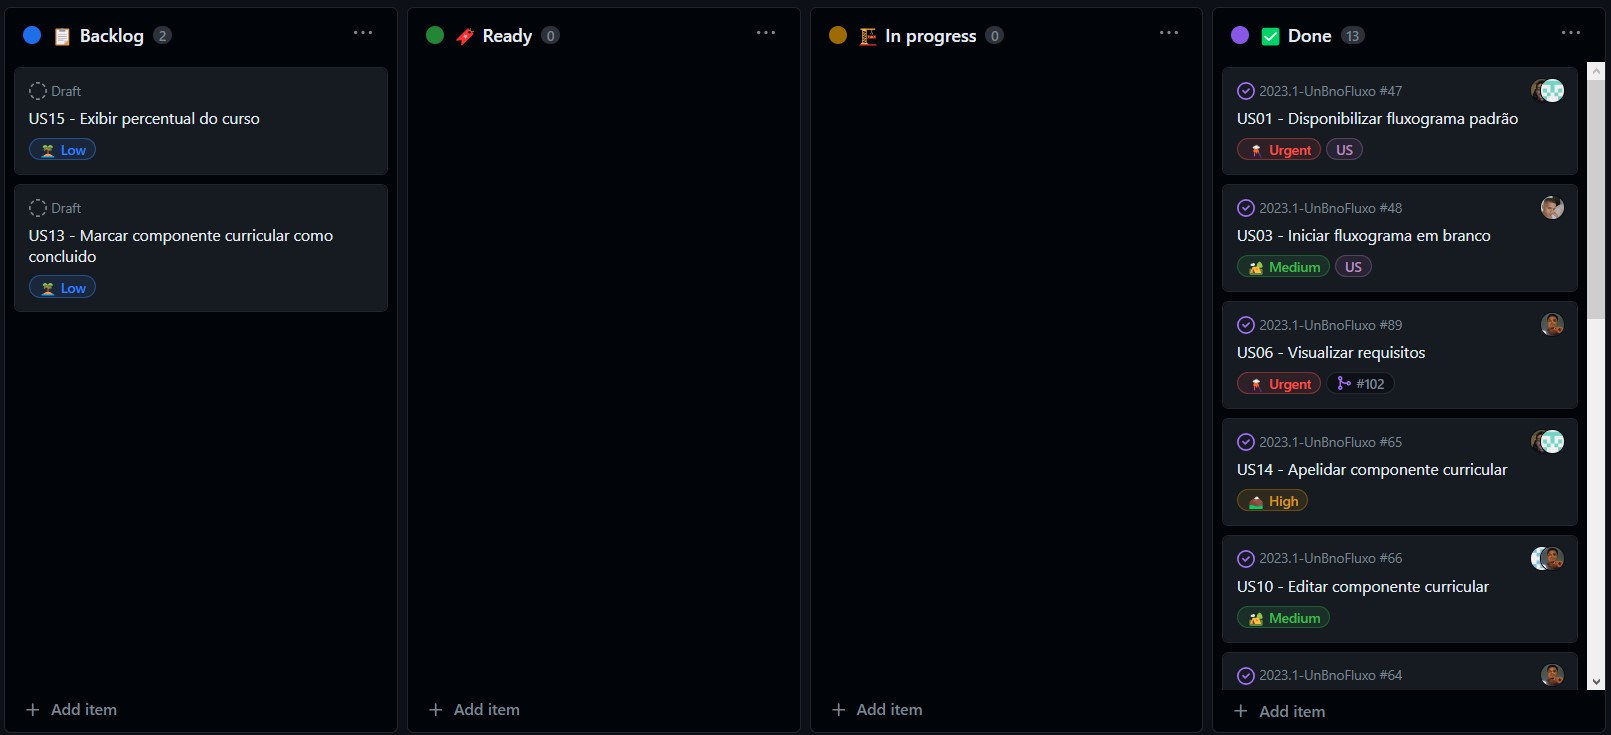 Backlog 2
Draft
US15 - Exibir percentual do curso
Low
Draft
US13 - Marcar componente curricular como
concluido
Low
Add item
Ready 0
Add item
In progress 0
Add item
Done 13
2023.1-UnBnoFluxo #47
US01 - Disponibilizar fluxograma padrão
Urgent US
2023.1-UnBnoFluxo #48
US03 - Iniciar fluxograma em branco
Medium US
2023.1-UnBnoFluxo #89
US06 - Visualizar requisitos
Urgent #102
2023.1-UnBnoFluxo #65
US14 - Apelidar componente curricular
High
2023.1-UnBnoFluxo #66
US10 - Editar componente curricular
Medium
2023.1-UnBnoFluxo #64
Add item